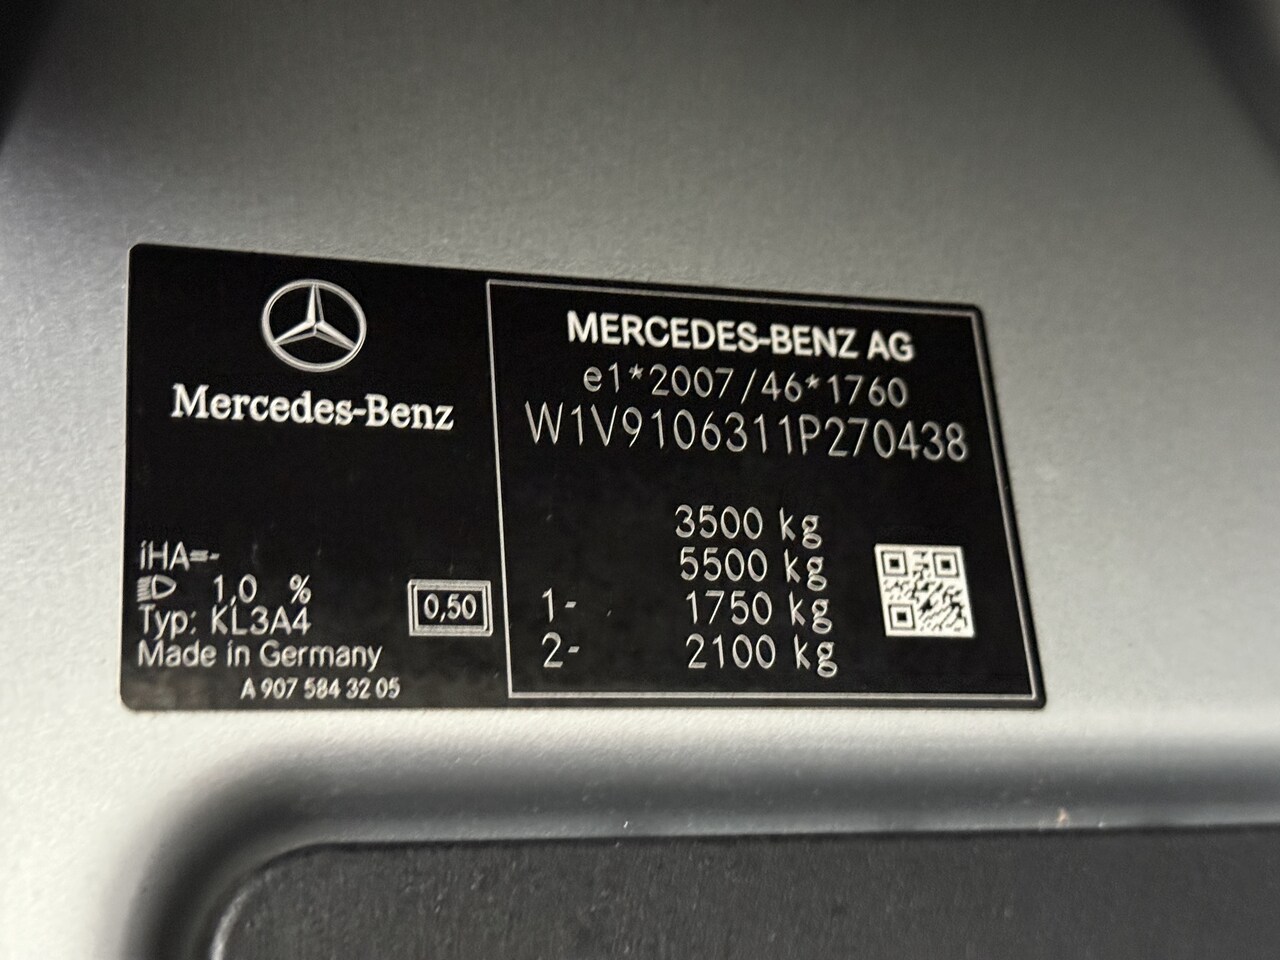 Mercedes-Benz
iHA=-
1,0 %
Typ: KL3A4
Made in Germany
A 907 584 32 05
0,50
MERCEDES-BENZ AG
e1*2007/46*1760
W1V9106311P270438
3500 kg
5500 kg
1- 1750 kg
2- 2100 kg